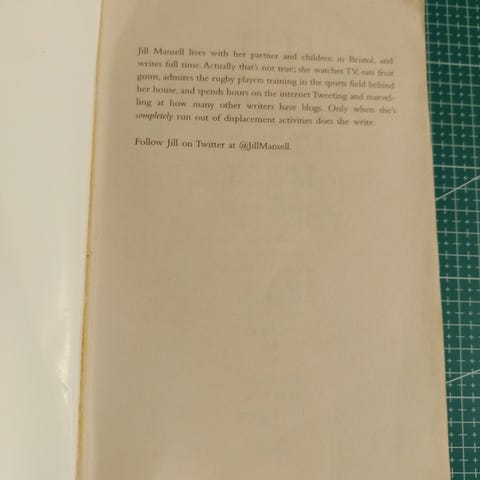 Jill Mansell lives with her partner and children in Bristol, and
writes full time. Actually that's not true; she watches TV, eats fruit
gums, admires the rugby players training in the sports field behind
her house, and spends hours on the internet Tweeting and marvel-
ling at how many other writers have blogs. Only when she's
completely run out of displacement activities does she write.
Follow Jill on Twitter at @JillMansell.